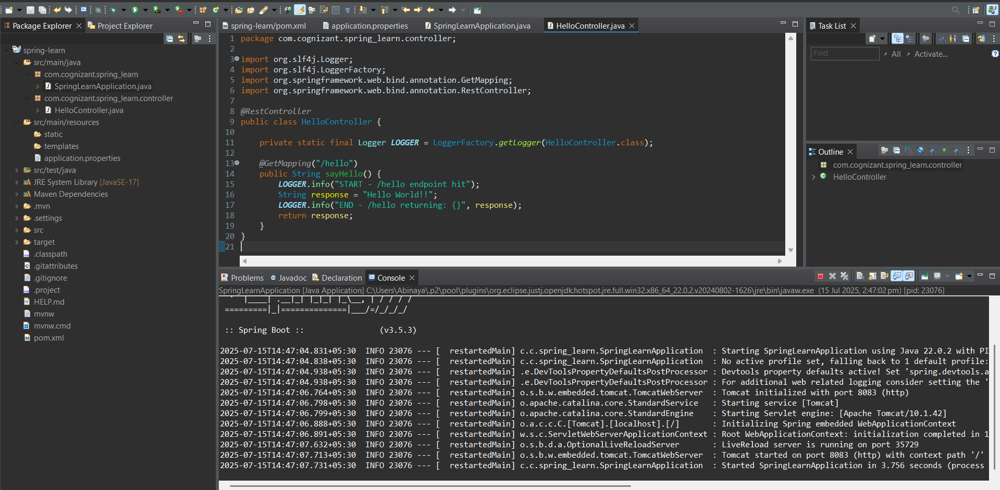 Package Explorer
Project Explorer
spring-learn
src/main/java
com.cognizant.spring_learn
SpringLearnApplication.java
com.cognizant.spring_learn.controller
HelloController.java
src/main/resources
static
templates
application.properties
src/test/java
JRE System Library [JavaSE-17]
Maven Dependencies
.mvn
.settings
src
target
.classpath
.gitattributes
.gitignore
.project
HELP.md
mvnw
mvnw.cmd
pom.xml
spring-learn/pom.xml
application.properties
SpringLearnApplication.java
HelloController.java
1 package com.cognizant.spring_learn.controller;
2
3 import org.slf4j.Logger;
4 import org.slf4j.LoggerFactory;
5 import org.springframework.web.bind.annotation.GetMapping;
6 import org.springframework.web.bind.annotation.RestController;
7
8 @RestController
9 public class HelloController {
10
11 private static final Logger LOGGER = LoggerFactory.getLogger(HelloController.class);
12
13 @GetMapping("/hello")
14 public String sayHello() {
15 LOGGER.info("START - /hello endpoint hit");
16 String response = "Hello World!!";
17 LOGGER.info("END - /hello returning: {}", response);
18 return response;
19 }
20 }
21
Task List
Find
All
Activate...
Outline
com.cognizant.spring_learn.controller
HelloController
Problems
Javadoc
Declaration
Console
SpringLearnApplication [Java Application] C:\Users\Abinaya\.p2\pool\plugins\org.eclipse.justj.openjdk.hotspot.jre.full.win32.x86_64_22.0.2.v20240802-1626\jre\bin\javaw.exe (15 Jul 2025, 2:47:02 pm) [pid: 23076]
' |____| .__|_| |_|_| |_\__, | / / / /
=========|_|==============|___/=/_/_/_/
:: Spring Boot :: (v3.5.3)
2025-07-15T14:47:04.831+05:30 INFO 23076 --- [ restartedMain] c.c.spring_learn.SpringLearnApplication : Starting SpringLearnApplication using Java 22.0.2 with PI
2025-07-15T14:47:04.838+05:30 INFO 23076 --- [ restartedMain] c.c.spring_learn.SpringLearnApplication : No active profile set, falling back to 1 default profile:
2025-07-15T14:47:04.938+05:30 INFO 23076 --- [ restartedMain] .e.DevToolsPropertyDefaultsPostProcessor : Devtools property defaults active! Set 'spring.devtools.a
2025-07-15T14:47:04.938+05:30 INFO 23076 --- [ restartedMain] .e.DevToolsPropertyDefaultsPostProcessor : For additional web related logging consider setting the '
2025-07-15T14:47:06.764+05:30 INFO 23076 --- [ restartedMain] o.s.b.w.embedded.tomcat.TomcatWebServer : Tomcat initialized with port 8083 (http)
2025-07-15T14:47:06.798+05:30 INFO 23076 --- [ restartedMain] o.apache.catalina.core.StandardService : Starting service [Tomcat]
2025-07-15T14:47:06.799+05:30 INFO 23076 --- [ restartedMain] o.apache.catalina.core.StandardEngine : Starting Servlet engine: [Apache Tomcat/10.1.42]
2025-07-15T14:47:06.888+05:30 INFO 23076 --- [ restartedMain] o.a.c.c.C.[Tomcat].[localhost].[/] : Initializing Spring embedded WebApplicationContext
2025-07-15T14:47:06.891+05:30 INFO 23076 --- [ restartedMain] w.s.c.ServletWebServerApplicationContext : Root WebApplicationContext: initialization completed in 1
2025-07-15T14:47:07.632+05:30 INFO 23076 --- [ restartedMain] o.s.b.d.a.OptionalLiveReloadServer : LiveReload server is running on port 35729
2025-07-15T14:47:07.713+05:30 INFO 23076 --- [ restartedMain] o.s.b.w.embedded.tomcat.TomcatWebServer : Tomcat started on port 8083 (http) with context path '/'
2025-07-15T14:47:07.731+05:30 INFO 23076 --- [ restartedMain] c.c.spring_learn.SpringLearnApplication : Started SpringLearnApplication in 3.756 seconds (process